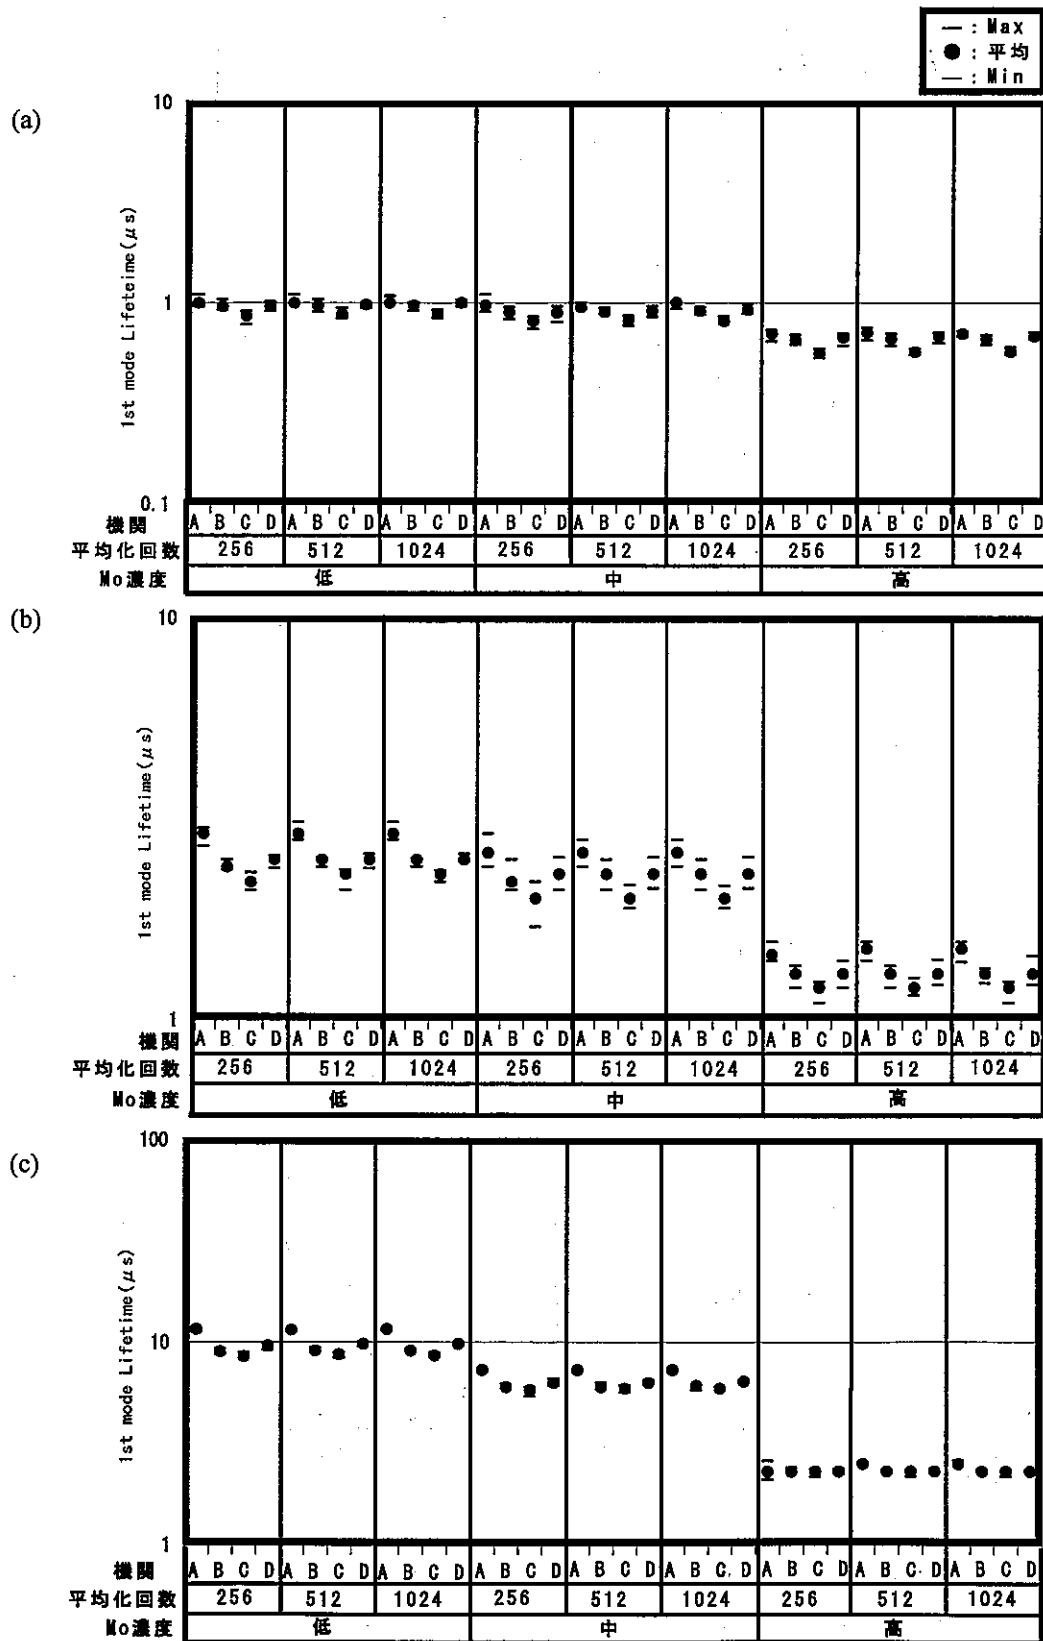 — : Max
● : 平均
— : Min
(a)
10
1
0.1
1st mode Lifeteime(μs)
機関 A B C D A B C D A B C D A B C D A B C D A B C D A B C D A B C D A B C D
平均化回数 256 512 1024 256 512 1024 256 512 1024
Mo濃度 低 中 高
(b)
10
1
1st mode Lifetime(μs)
機関 A B C D A B C D A B C D A B C D A B C D A B C D A B C D A B C D A B C D
平均化回数 256 512 1024 256 512 1024 256 512 1024
Mo濃度 低 中 高
(c)
100
10
1
1st mode Lifetime(μs)
機関 A B C D A B C D A B C D A B C D A B C D A B C D A B C D A B C D A B C D
平均化回数 256 512 1024 256 512 1024 256 512 1024
Mo濃度 低 中 高